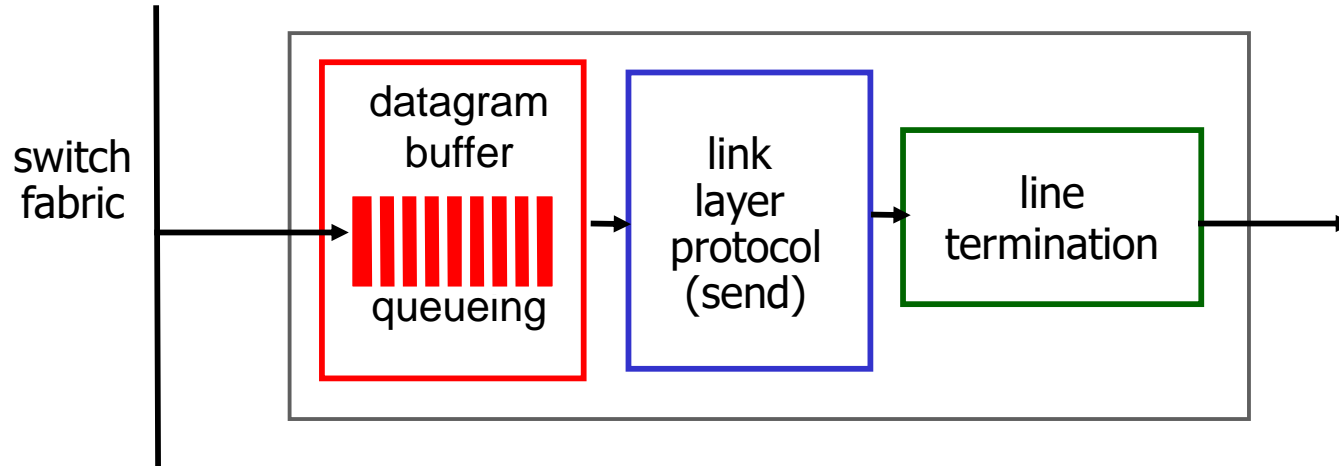 switch
fabric
datagram
buffer
queueing
link
layer
protocol
(send)
line
termination